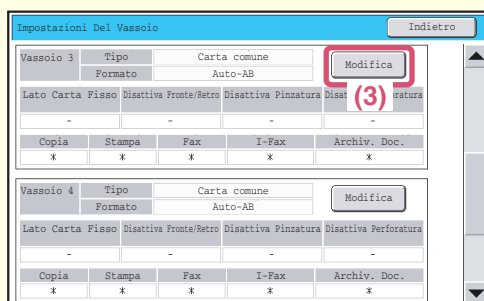 Impostazioni Del Vassoio Indietro
Vassoio 3 Tipo Carta comune Modifica
Formato Auto-AB
Lato Carta Fisso Disattiva Fronte/Retro Disattiva Pinzatura
(3)
- - - -
Copia Stampa Fax I-Fax Archiv. Doc.
* * * * *
Vassoio 4 Tipo Carta comune Modifica
Formato Auto-AB
Lato Carta Fisso Disattiva Fronte/Retro Disattiva Pinzatura Disattiva Perforatura
- - - -
Copia Stampa Fax I-Fax Archiv. Doc.
* * * * *